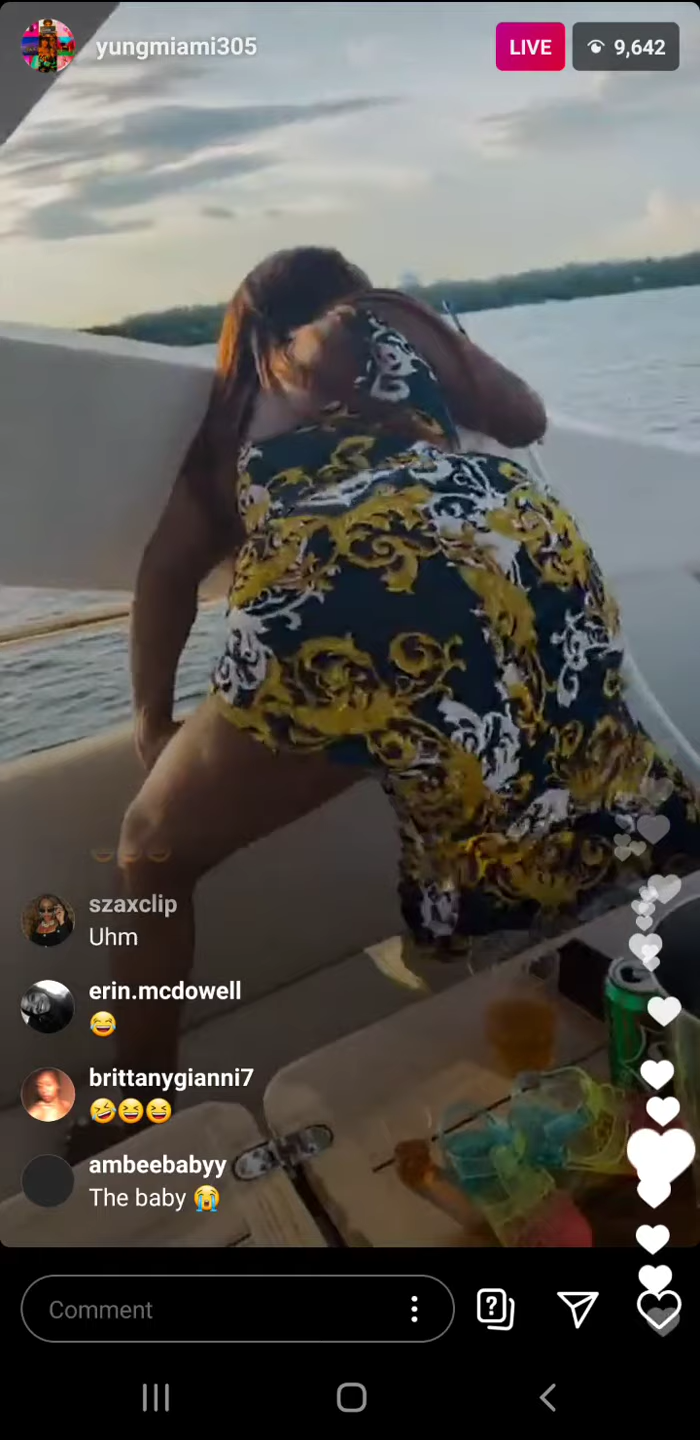 yungmiami305
LIVE
9,642
szaxclip
Uhm
erin.mcdowell
😂
brittanygianni7
🤣😆😆
ambeebabyy
The baby 😭
Comment
?